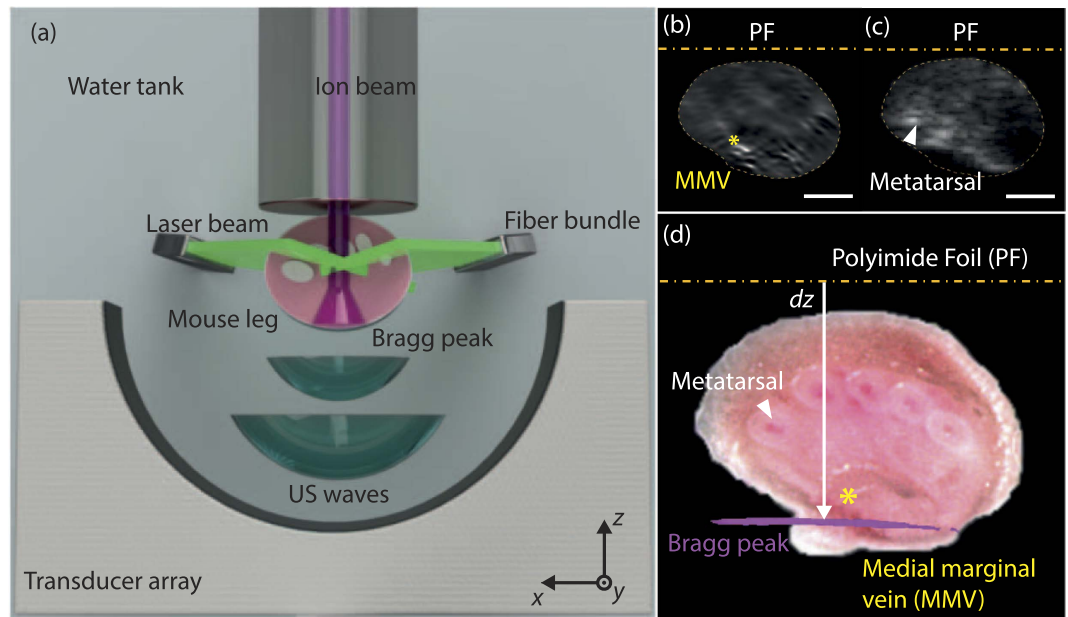 (a)
Water tank
Ion beam
Laser beam
Fiber bundle
Mouse leg
Bragg peak
US waves
Transducer array
z
x
y
(b)
PF
*
MMV
(c)
PF
Metatarsal
(d)
Polyimide Foil (PF)
dz
Metatarsal
*
Bragg peak
Medial marginal
vein (MMV)